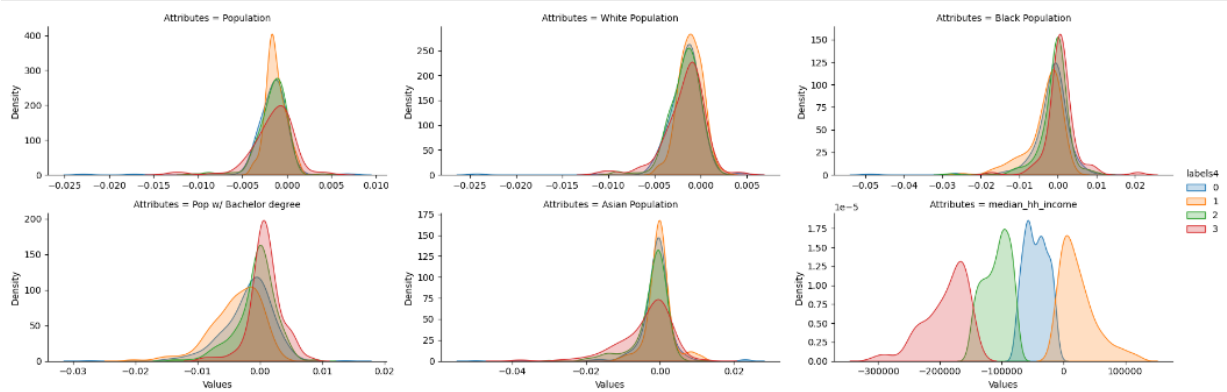 Attributes = Population
Attributes = White Population
Attributes = Black Population
400
300
200
100
0
Density
-0.025 -0.020 -0.015 -0.010 -0.005 0.000 0.005 0.010
250
200
150
100
50
0
Density
-0.025 -0.015 -0.005 0.000 0.005
150
125
100
75
50
25
0
Density
-0.05 -0.04 -0.03 -0.02 -0.01 0.00 0.01 0.02
labels4
0
1
2
3
Attributes = Pop w/ Bachelor degree
Attributes = Asian Population
Attributes = median_hh_income
200
150
100
50
0
Density
-0.03 -0.02 -0.01 0.00 0.01 0.02
Values
175
150
125
100
75
50
25
0
Density
-0.04 -0.02 0.00 0.02
Values
1e-5
1.75
1.50
1.25
1.00
0.75
0.50
0.25
0.00
Density
-300000 -200000 -100000 0 100000
Values